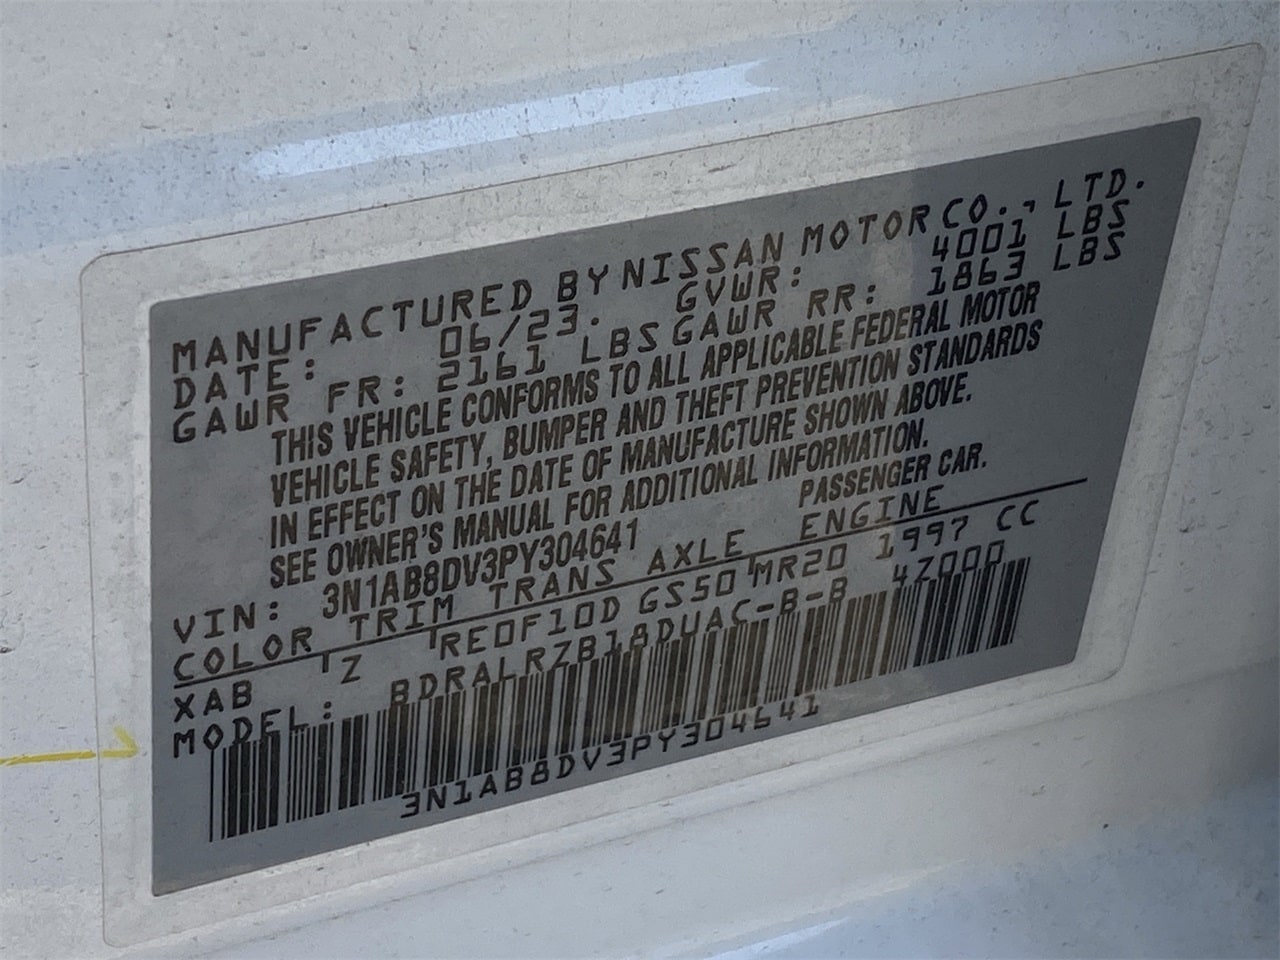 MANUFACTURED BY NISSAN MOTOR CO., LTD.
DATE: 06/23. GVWR: 4001 LBS
GAWR FR: 2161 LBS GAWR RR: 1863 LBS
THIS VEHICLE CONFORMS TO ALL APPLICABLE FEDERAL MOTOR
VEHICLE SAFETY, BUMPER AND THEFT PREVENTION STANDARDS
IN EFFECT ON THE DATE OF MANUFACTURE SHOWN ABOVE.
SEE OWNER'S MANUAL FOR ADDITIONAL INFORMATION.
VIN: 3N1AB8DV3PY304641 PASSENGER CAR.
COLOR TRIM TRANS AXLE ENGINE
XAB Z RE0F10D GS50 MR20 1997 CC
MODEL: BDRALRZB18DUAC-B-B 4Z000
3N1AB8DV3PY304641